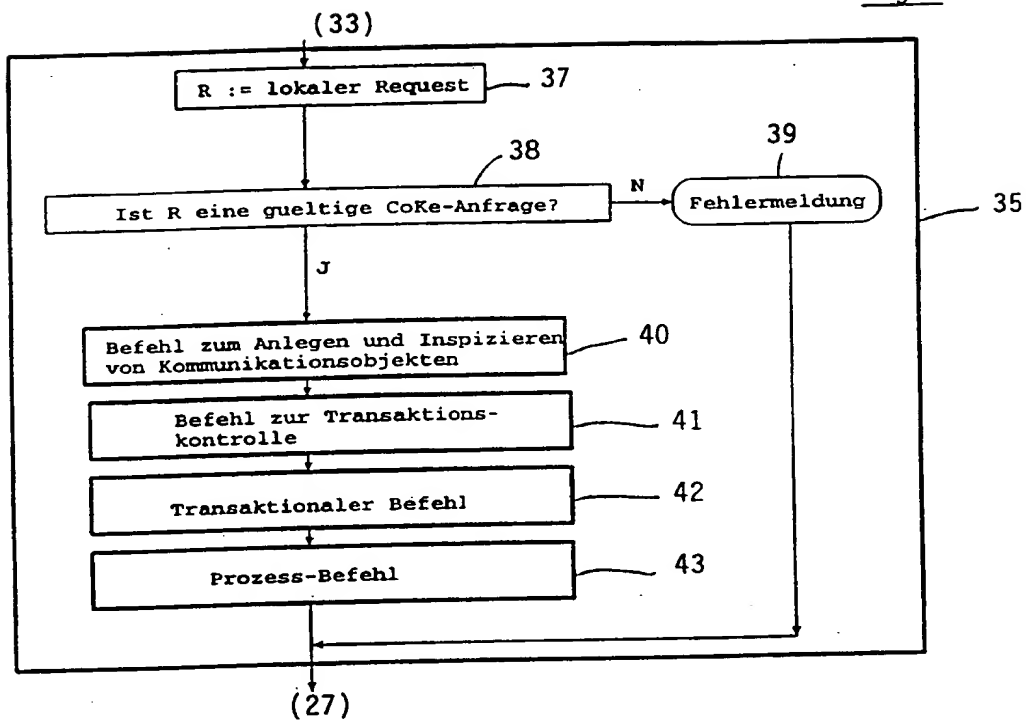 (33)
R := lokaler Request
37
38
39
Ist R eine gueltige CoKe-Anfrage?
N
Fehlermeldung
35
J
Befehl zum Anlegen und Inspizieren
von Kommunikationsobjekten
40
Befehl zur Transaktions-
kontrolle
41
Transaktionaler Befehl
42
Prozess-Befehl
43
(27)